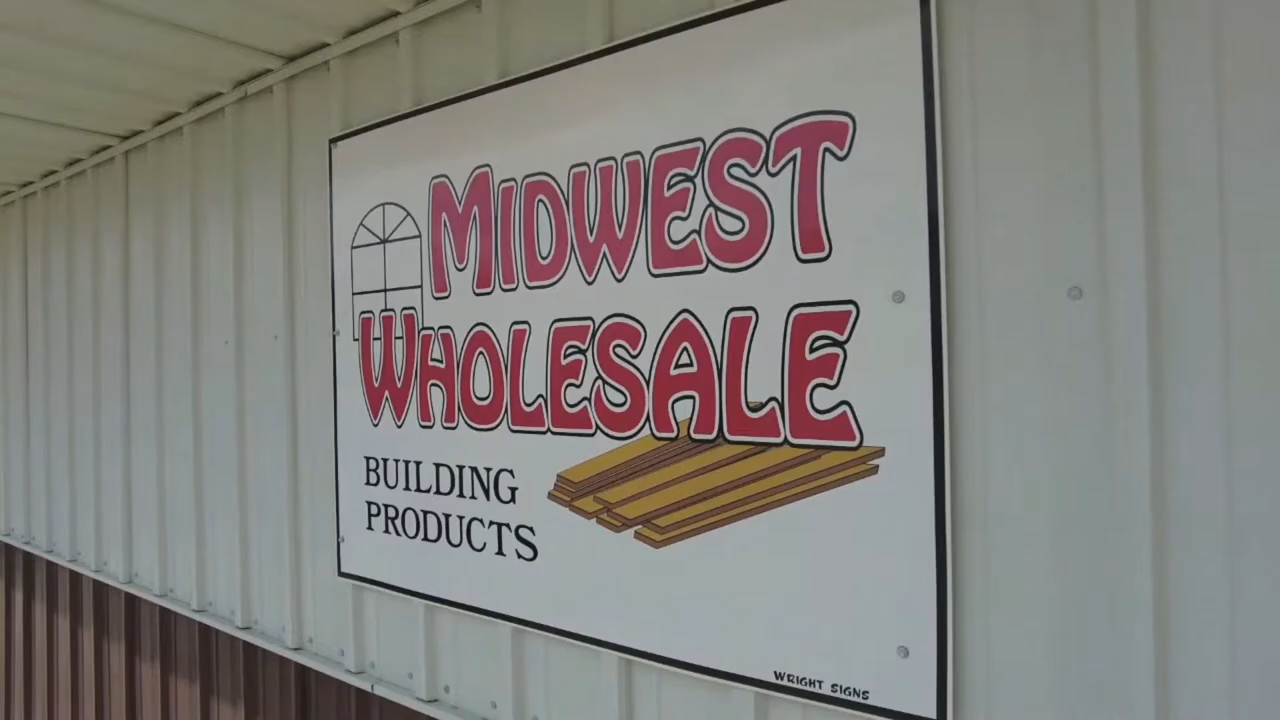 MIDWEST
WHOLESALE
BUILDING
PRODUCTS
WRIGHT SIGNS